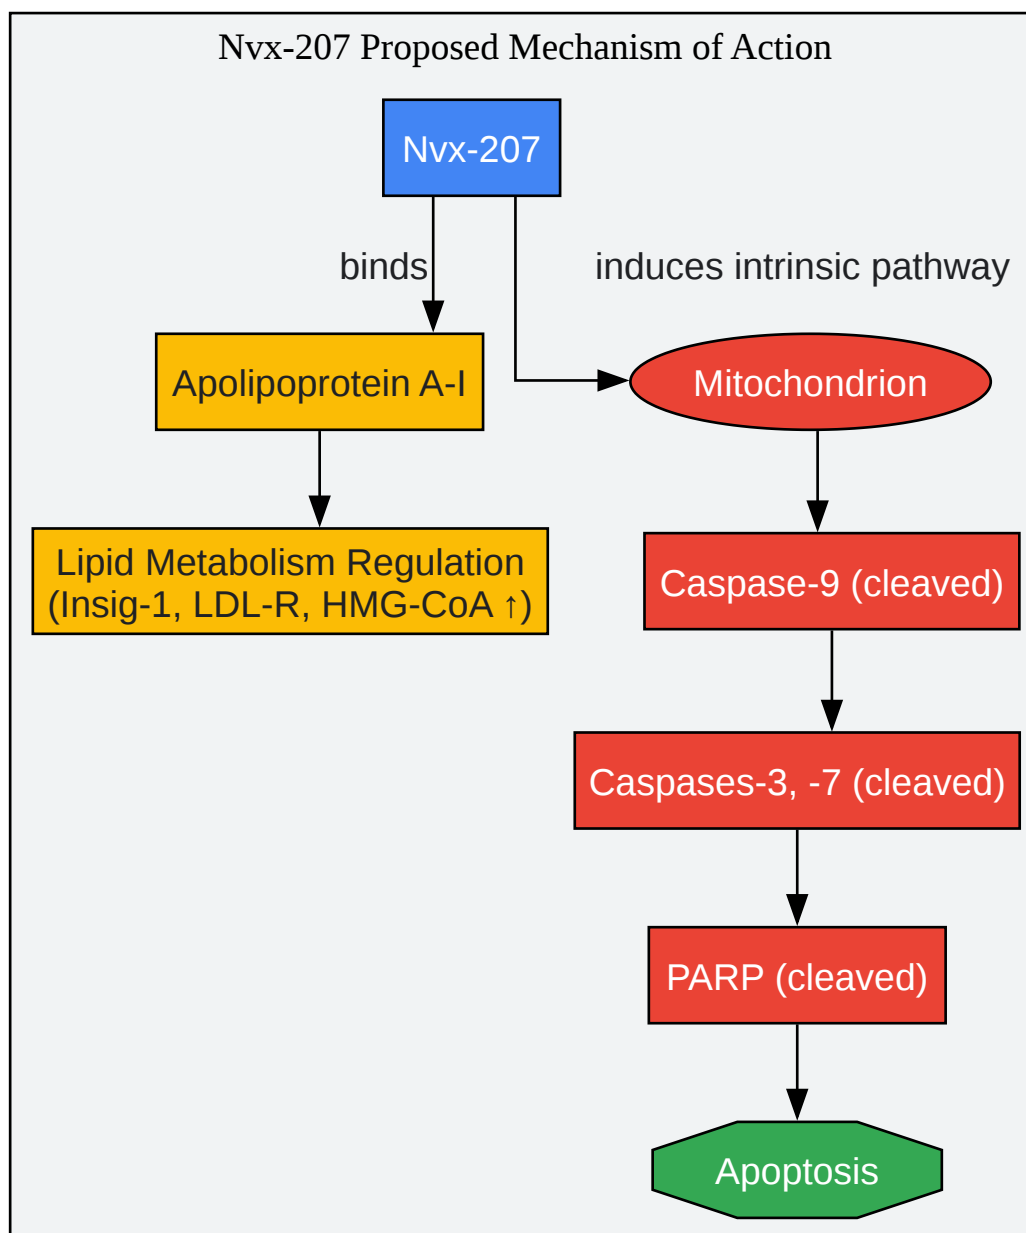 Nvx-207 Proposed Mechanism of Action
Nvx-207
binds
induces intrinsic pathway
Apolipoprotein A-I
Mitochondrion
Lipid Metabolism Regulation
(Insig-1, LDL-R, HMG-CoA ↑)
Caspase-9 (cleaved)
Caspases-3, -7 (cleaved)
PARP (cleaved)
Apoptosis